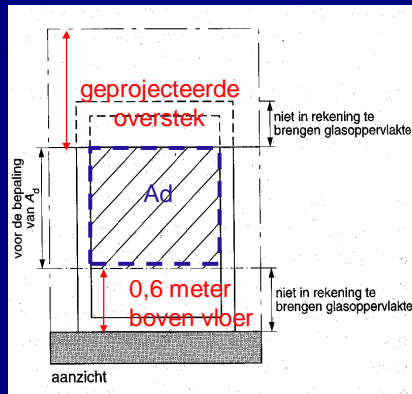 geprojecteerde
overstek
niet in rekening te
brengen glasoppervlakte
voor de bepaling
van Ad
Ad
0,6 meter
boven vloer
niet in rekening te
brengen glasoppervlakte
aanzicht